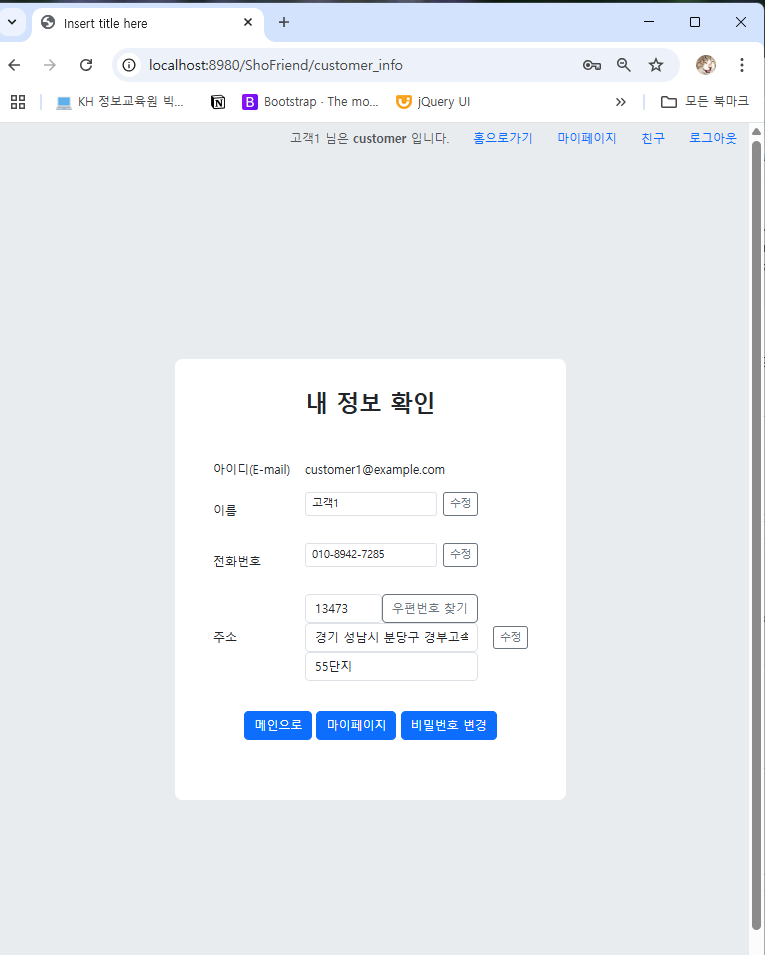 Insert title here
localhost:8980/ShoFriend/customer_info
KH 정보교육원 빅... Bootstrap · The mo... jQuery UI 모든 북마크
고객1 님은 customer 입니다. 홈으로가기 마이페이지 친구 로그아웃
내 정보 확인
아이디(E-mail) customer1@example.com
이름 고객1 수정
전화번호 010-8942-7285 수정
13473 우편번호 찾기
주소 경기 성남시 분당구 경부고속 수정
55단지
메인으로 마이페이지 비밀번호 변경